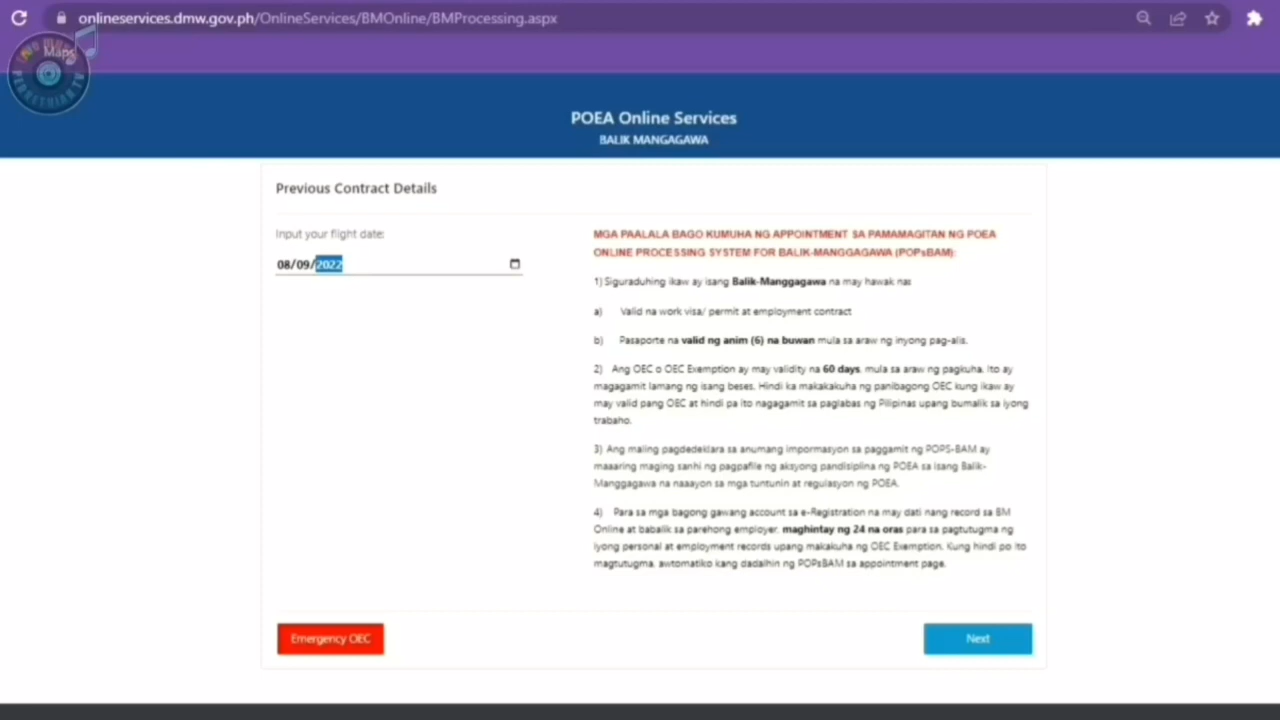 onlineservices.dmw.gov.ph/OnlineServices/BMOnline/BMProcessing.aspx
Maps
POEA Online Services
BALIK MANGAGAWA
Previous Contract Details
Input your flight date:
08/09/2022
MGA PAALALA BAGO KUMUHA NG APPOINTMENT SA PAMAMAGITAN NG POEA
ONLINE PROCESSING SYSTEM FOR BALIK-MANGGAGAWA (POPsBAM):
1) Siguraduhing ikaw ay isang Balik-Manggagawa na may hawak na:
a) Valid na work visa/ permit at employment contract
b) Pasaporte na valid ng anim (6) na buwan mula sa araw ng inyong pag-alis.
2) Ang OEC o OEC Exemption ay may validity na 60 days, mula sa araw ng pagkuha. Ito ay
magagamit lamang ng isang beses. Hindi ka makakakuha ng panibagong OEC kung ikaw ay
may valid pang OEC at hindi pa ito nagagamit sa paglabas ng Pilipinas upang bumalik sa iyong
trabaho.
3) Ang maling pagdedeklara sa anumang impormasyon sa paggamit ng POPS-BAM ay
maaaring maging sanhi ng pagpafile ng aksyong pandisiplina ng POEA sa isang Balik-
Manggagawa na naaayon sa mga tuntunin at regulasyon ng POEA.
4) Para sa mga bagong gawang account sa e-Registration na may dati nang record sa BM
Online at babalik sa parehong employer, maghintay ng 24 na oras para sa pagtutugma ng
iyong personal at employment records upang makakuha ng OEC Exemption. Kung hindi po ito
magtutugma, awtomatiko kang dadalhin ng POPsBAM sa appointment page.
Emergency OEC
Next